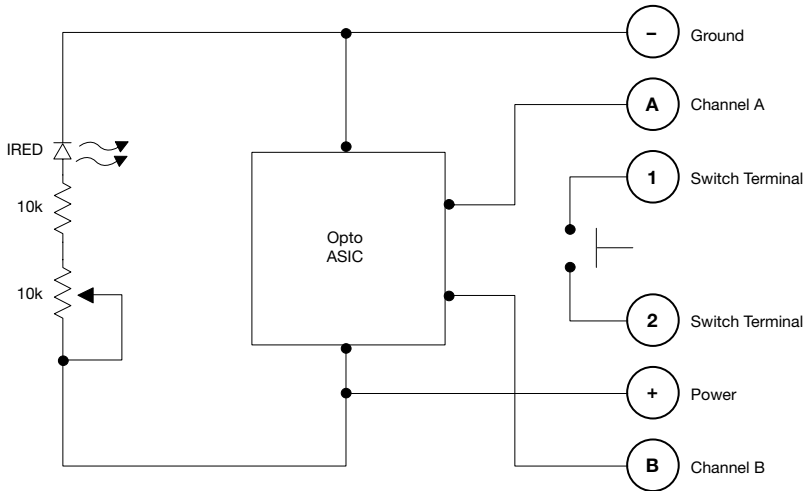 – Ground
A Channel A
IRED
1 Switch Terminal
10k
Opto
ASIC
10k
2 Switch Terminal
+ Power
B Channel B